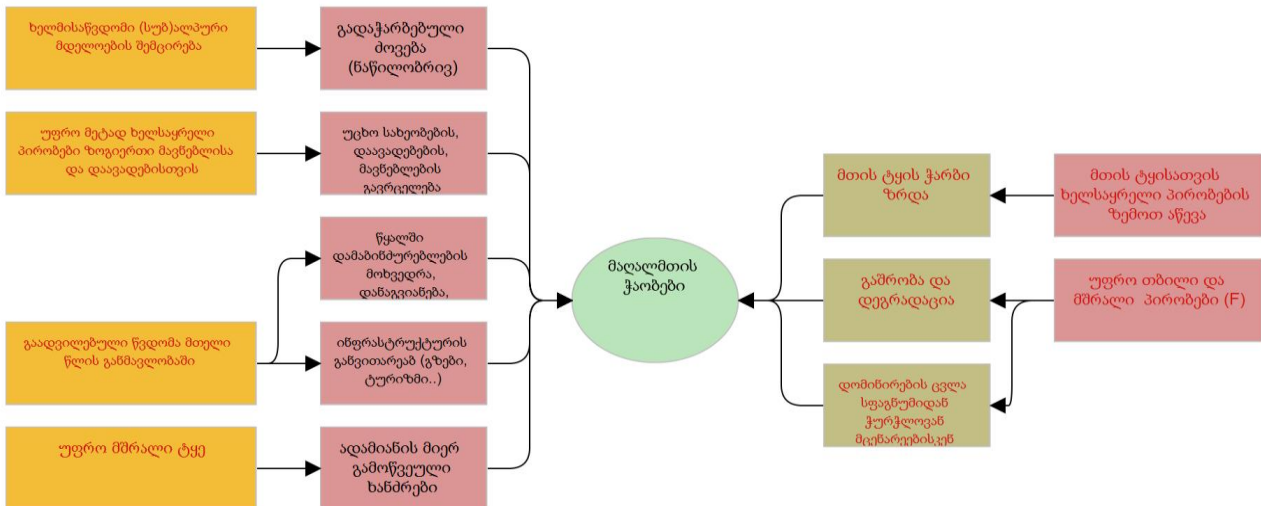 ხელმისაწვდომი (სუბ)ალპური
მდელოების შემცირება
გადაჭარბებული
ძოვება
(ნაწილობრივ)
უფრო მეტად ხელსაყრელი
პირობები ზოგიერთი მავნებლისა
და დაავადებისთვის
უცხო სახეობების,
დაავადებების,
მავნებლების
გავრცელება
წყალში
დამაბინძურებლების
მოხვედრა,
დანაგვიანება,
გაადვილებული წვდომა მთელი
წლის განმავლობაში
ინფრასტრუქტურის
განვითარეაბ (გზები,
ტურიზმი..)
უფრო მშრალი ტყე
ადამიანის მიერ
გამოწვეული
ხანძრები
მაღალმთის
ჭაობები
მთის ტყის ჭარბი
ზრდა
მთის ტყისათვის
ხელსაყრელი პირობების
ზემოთ აწევა
გაშრობა და
დეგრადაცია
უფრო თბილი და
მშრალი პირობები (F)
დომინირების ცვლა
სფაგნუმიდან
ჭურჭლოვან
მცენარეებისკენ